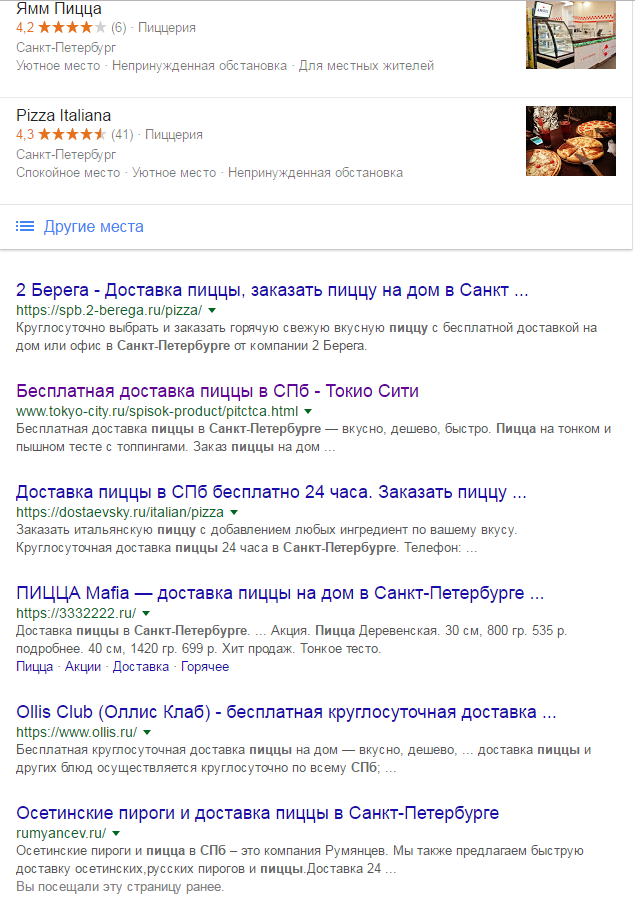 Ямм Пицца
4,2 (6) · Пиццерия
Санкт-Петербург
Уютное место · Непринужденная обстановка · Для местных жителей
Pizza Italiana
4,3 (41) · Пиццерия
Санкт-Петербург
Спокойное место · Уютное место · Непринужденная обстановка
Другие места
2 Берега - Доставка пиццы, заказать пиццу на дом в Санкт ...
https://spb.2-berega.ru/pizza/
Круглосуточно выбрать и заказать горячую свежую вкусную пиццу с бесплатной доставкой на
дом или офис в Санкт-Петербурге от компании 2 Берега.
Бесплатная доставка пиццы в СПб - Токио Сити
www.tokyo-city.ru/spisok-product/pitctca.html
Бесплатная доставка пиццы в Санкт-Петербурге — вкусно, дешево, быстро. Пицца на тонком и
пышном тесте с топпингами. Заказ пиццы на дом ...
Доставка пиццы в СПб бесплатно 24 часа. Заказать пиццу ...
https://dostaevsky.ru/italian/pizza
Заказать итальянскую пиццу с добавлением любых ингредиент по вашему вкусу.
Круглосуточная доставка пиццы 24 часа в Санкт-Петербурге. Телефон: ...
ПИЦЦА Mafia — доставка пиццы на дом в Санкт-Петербурге ...
https://3332222.ru/
Доставка пиццы в Санкт-Петербурге. ... Акция. Пицца Деревенская. 30 см, 800 гр. 535 р.
подробнее. 40 см, 1420 гр. 699 р. Хит продаж. Тонкое тесто.
Пицца · Акции · Доставка · Горячее
Ollis Club (Оллис Клаб) - бесплатная круглосуточная доставка ...
https://www.ollis.ru/
Бесплатная круглосуточная доставка пиццы на дом — вкусно, дешево, ... доставка пиццы и
других блюд осуществляется круглосуточно по всему СПб; ...
Осетинские пироги и доставка пиццы в Санкт-Петербурге
rumyancev.ru/
Осетинские пироги и пицца в СПб – это компания Румянцев. Мы также предлагаем быструю
доставку осетинских,русских пирогов и пиццы.Доставка 24 ...
Вы посещали эту страницу ранее.